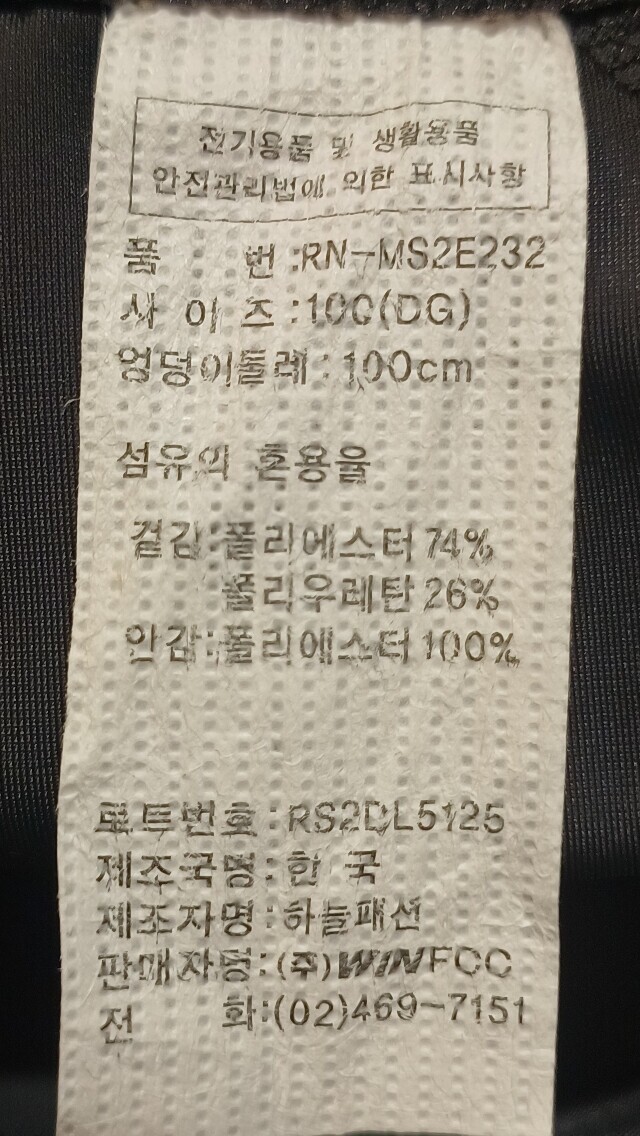 전기용품 및 생활용품
안전관리법에 의한 표시사항
품 번 :RN-MS2E232
사 이 즈 :100(DG)
엉덩이둘레 : 100cm
섬유의 혼용율
겉감:폴리에스터 74%
폴리우레탄 26%
안감:폴리에스터 100%
로트번호:RS2DL5125
제조국명:한 국
제조자명:하늘패션
판매자명:(주)WINFCC
전 화:(02)469-7151